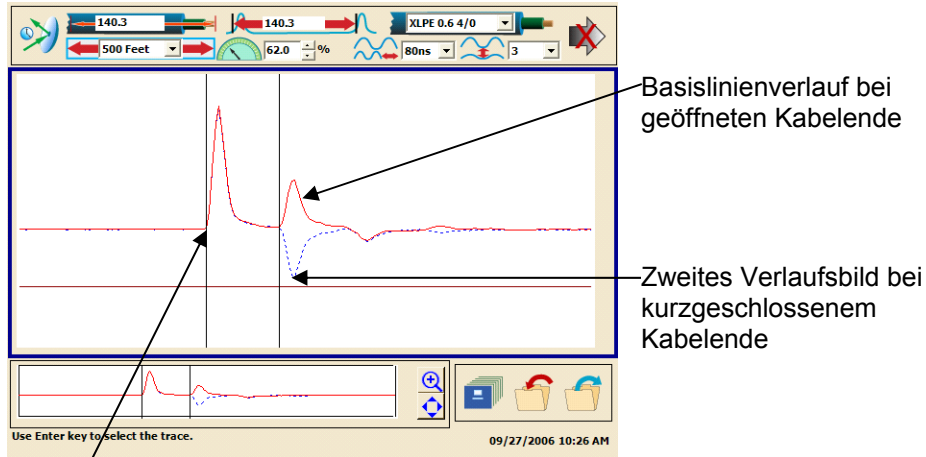 140.3
140.3
XLPE 0.6 4/0
500 Feet
62.0 %
80ns
3
Basislinienverlauf bei
geöffneten Kabelende
Zweites Verlaufsbild bei
kurzgeschlossenem
Kabelende
Use Enter key to select the trace.
09/27/2006 10:26 AM